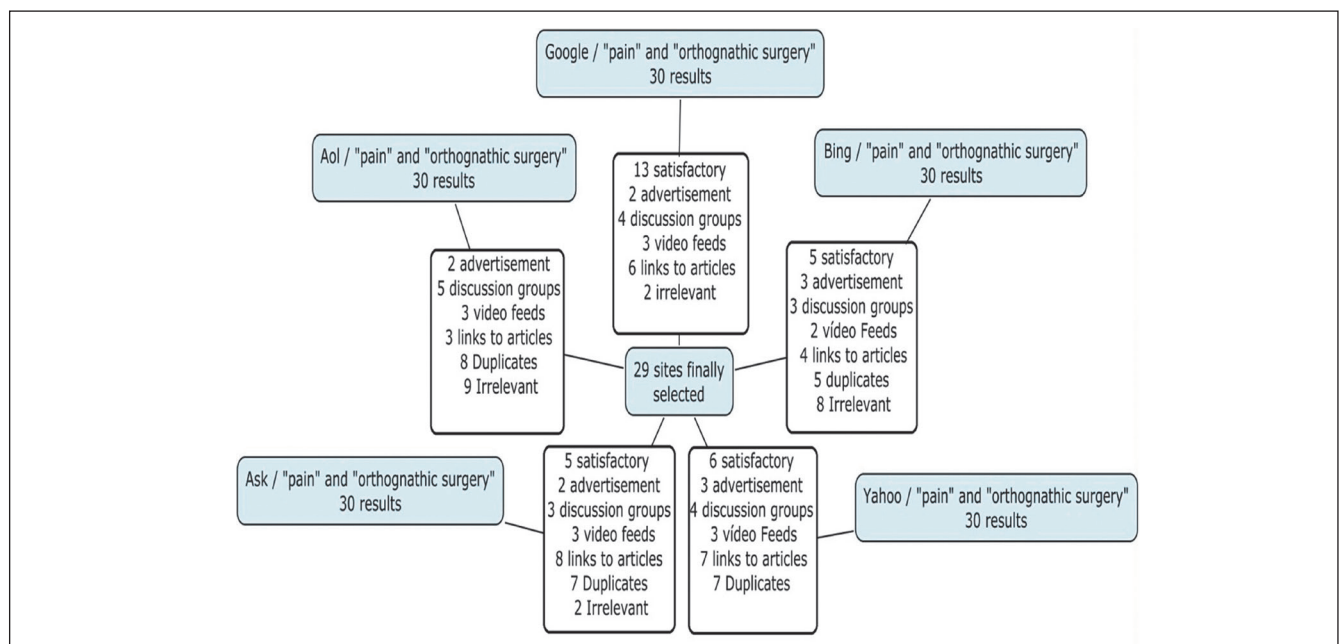 Google / "pain" and "orthognathic surgery"
30 results
Aol / "pain" and "orthognathic surgery"
30 results
Bing / "pain" and "orthognathic surgery"
30 results
13 satisfactory
2 advertisement
4 discussion groups
3 video feeds
6 links to articles
2 irrelevant
2 advertisement
5 discussion groups
3 video feeds
3 links to articles
8 Duplicates
9 Irrelevant
5 satisfactory
3 advertisement
3 discussion groups
2 vídeo Feeds
4 links to articles
5 duplicates
8 Irrelevant
29 sites finally
selected
Ask / "pain" and "orthognathic surgery"
30 results
5 satisfactory
2 advertisement
3 discussion groups
3 video feeds
8 links to articles
7 Duplicates
2 Irrelevant
6 satisfactory
3 advertisement
4 discussion groups
3 vídeo Feeds
7 links to articles
7 Duplicates
Yahoo / "pain" and "orthognathic surgery"
30 results